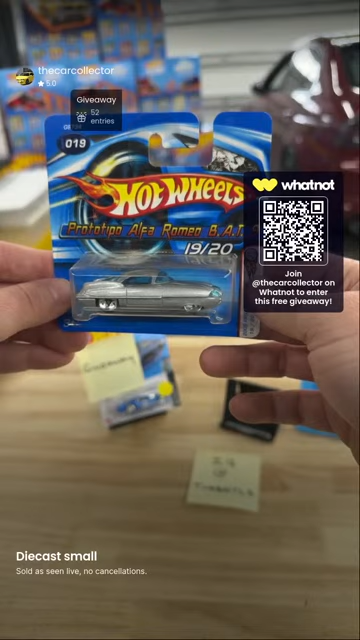 thecarcollector
5.0
Giveaway
52
entries
019
HOT WHEELS
Prototipo Alfa Romeo B.A.T.
19/20
whatnot
Join
@thecarcollector on
Whatnot to enter
this free giveaway!
GIVEAWAY
Diecast small
Sold as seen live, no cancellations.